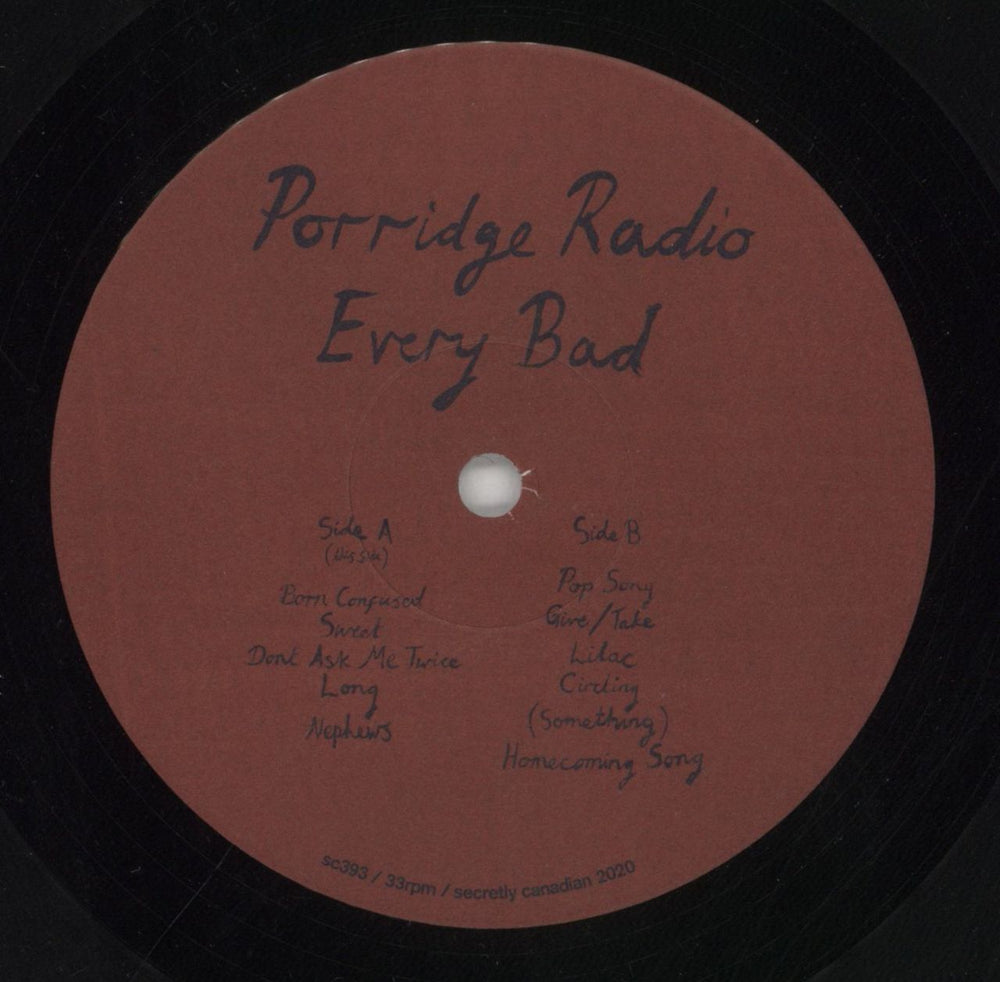 Porridge Radio
Every Bad
Side A
(this side)
Born Confused
Sweet
Dont Ask Me Twice
Long
Nephews
Side B
Pop Song
Give/Take
Lilac
Circling
(Something)
Homecoming Song
sc393 / 33rpm / secretly canadian 2020